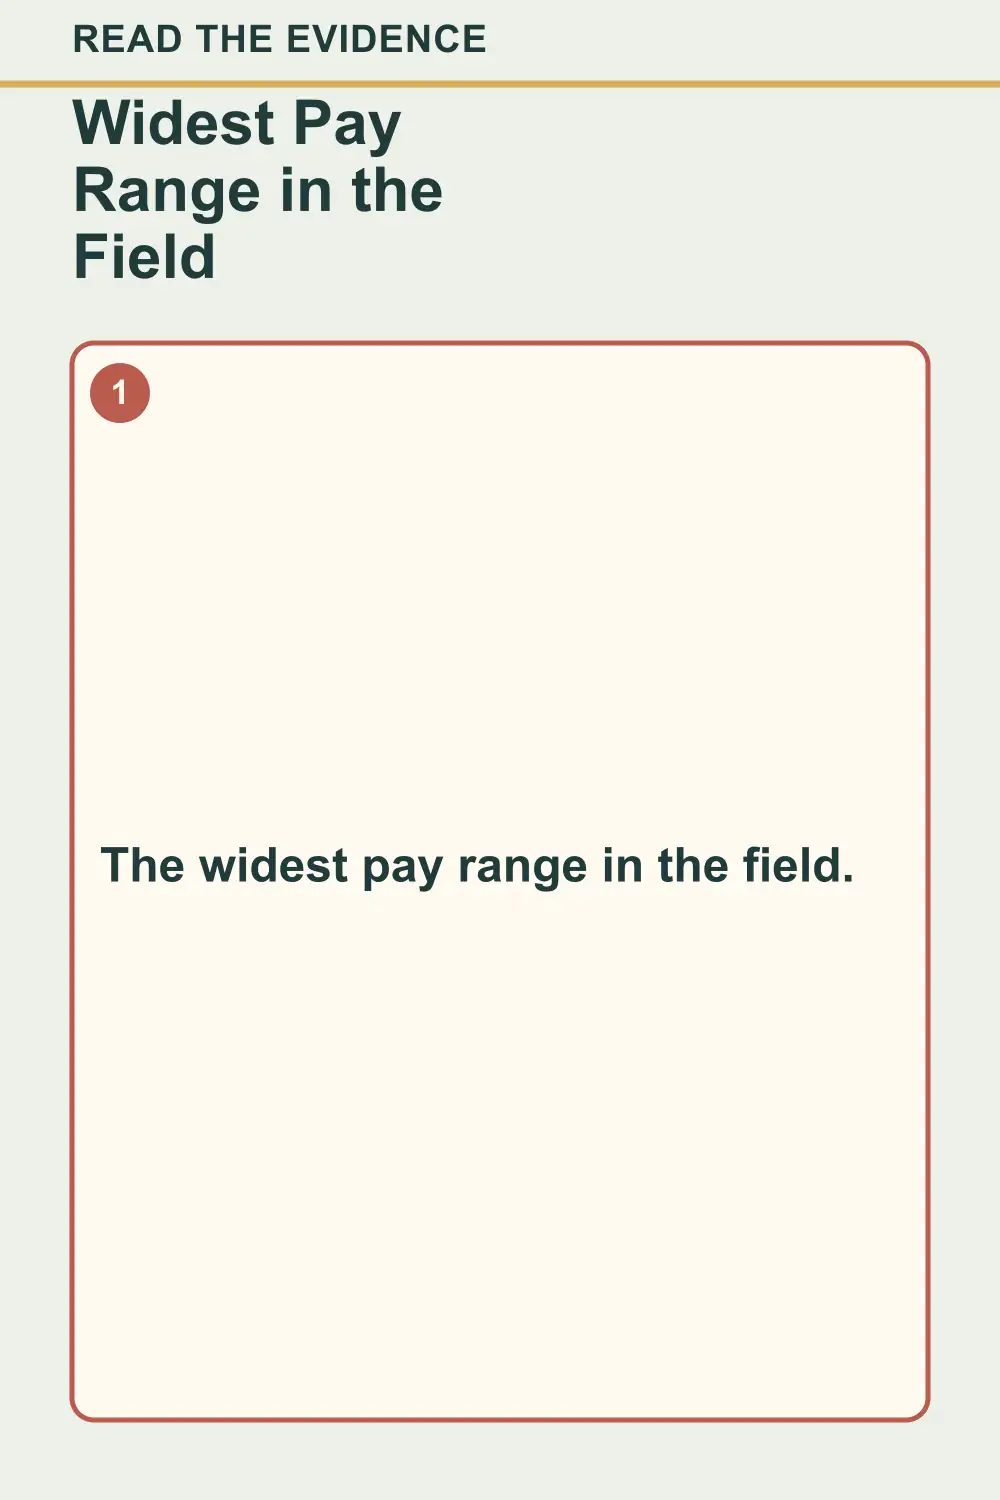 READ THE EVIDENCE
Widest Pay
Range in the
Field
1
The widest pay range in the field.